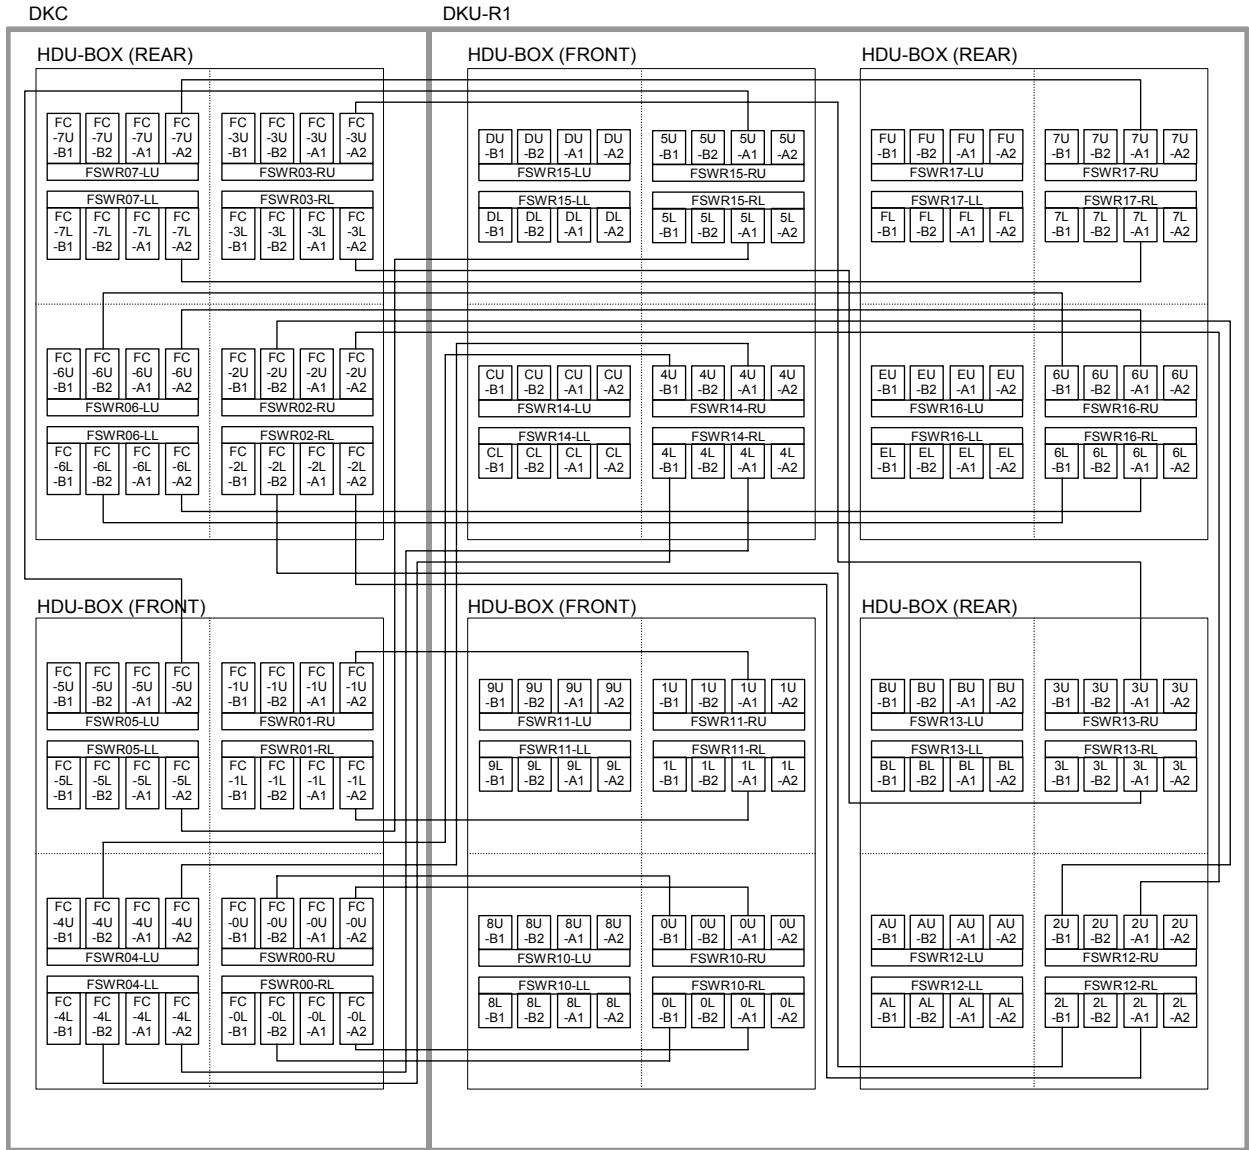 DKC DKU-R1
HDU-BOX (REAR) HDU-BOX (FRONT) HDU-BOX (REAR)
FC FC FC FC FC FC FC FC
-7U -7U -7U -7U -3U -3U -3U -3U DU DU DU DU 5U 5U 5U 5U FU FU FU FU 7U 7U 7U 7U
-B1 -B2 -A1 -A2 -B1 -B2 -A1 -A2 -B1 -B2 -A1 -A2 -B1 -B2 -A1 -A2 -B1 -B2 -A1 -A2 -B1 -B2 -A1 -A2
FSWR07-LU FSWR03-RU FSWR15-LU FSWR15-RU FSWR17-LU FSWR17-RU
FSWR07-LL FSWR03-RL FSWR15-LL FSWR15-RL FSWR17-LL FSWR17-RL
FC FC FC FC FC FC FC FC
-7L -7L -7L -7L -3L -3L -3L -3L DL DL DL DL 5L 5L 5L 5L FL FL FL FL 7L 7L 7L 7L
-B1 -B2 -A1 -A2 -B1 -B2 -A1 -A2 -B1 -B2 -A1 -A2 -B1 -B2 -A1 -A2 -B1 -B2 -A1 -A2 -B1 -B2 -A1 -A2
FC FC FC FC FC FC FC FC
-6U -6U -6U -6U -2U -2U -2U -2U CU CU CU CU 4U 4U 4U 4U EU EU EU EU 6U 6U 6U 6U
-B1 -B2 -A1 -A2 -B1 -B2 -A1 -A2 -B1 -B2 -A1 -A2 -B1 -B2 -A1 -A2 -B1 -B2 -A1 -A2 -B1 -B2 -A1 -A2
FSWR06-LU FSWR02-RU FSWR14-LU FSWR14-RU FSWR16-LU FSWR16-RU
FSWR06-LL FSWR02-RL FSWR14-LL FSWR14-RL FSWR16-LL FSWR16-RL
FC FC FC FC FC FC FC FC
-6L -6L -6L -6L -2L -2L -2L -2L CL CL CL CL 4L 4L 4L 4L EL EL EL EL 6L 6L 6L 6L
-B1 -B2 -A1 -A2 -B1 -B2 -A1 -A2 -B1 -B2 -A1 -A2 -B1 -B2 -A1 -A2 -B1 -B2 -A1 -A2 -B1 -B2 -A1 -A2
HDU-BOX (FRONT) HDU-BOX (FRONT) HDU-BOX (REAR)
FC FC FC FC FC FC FC FC
-5U -5U -5U -5U -1U -1U -1U -1U 9U 9U 9U 9U 1U 1U 1U 1U BU BU BU BU 3U 3U 3U 3U
-B1 -B2 -A1 -A2 -B1 -B2 -A1 -A2 -B1 -B2 -A1 -A2 -B1 -B2 -A1 -A2 -B1 -B2 -A1 -A2 -B1 -B2 -A1 -A2
FSWR05-LU FSWR01-RU FSWR11-LU FSWR11-RU FSWR13-LU FSWR13-RU
FSWR05-LL FSWR01-RL FSWR11-LL FSWR11-RL FSWR13-LL FSWR13-RL
FC FC FC FC FC FC FC FC
-5L -5L -5L -5L -1L -1L -1L -1L 9L 9L 9L 9L 1L 1L 1L 1L BL BL BL BL 3L 3L 3L 3L
-B1 -B2 -A1 -A2 -B1 -B2 -A1 -A2 -B1 -B2 -A1 -A2 -B1 -B2 -A1 -A2 -B1 -B2 -A1 -A2 -B1 -B2 -A1 -A2
FC FC FC FC FC FC FC FC
-4U -4U -4U -4U -0U -0U -0U -0U 8U 8U 8U 8U 0U 0U 0U 0U AU AU AU AU 2U 2U 2U 2U
-B1 -B2 -A1 -A2 -B1 -B2 -A1 -A2 -B1 -B2 -A1 -A2 -B1 -B2 -A1 -A2 -B1 -B2 -A1 -A2 -B1 -B2 -A1 -A2
FSWR04-LU FSWR00-RU FSWR10-LU FSWR10-RU FSWR12-LU FSWR12-RU
FSWR04-LL FSWR00-RL FSWR10-LL FSWR10-RL FSWR12-LL FSWR12-RL
FC FC FC FC FC FC FC FC
-4L -4L -4L -4L -0L -0L -0L -0L 8L 8L 8L 8L 0L 0L 0L 0L AL AL AL AL 2L 2L 2L 2L
-B1 -B2 -A1 -A2 -B1 -B2 -A1 -A2 -B1 -B2 -A1 -A2 -B1 -B2 -A1 -A2 -B1 -B2 -A1 -A2 -B1 -B2 -A1 -A2